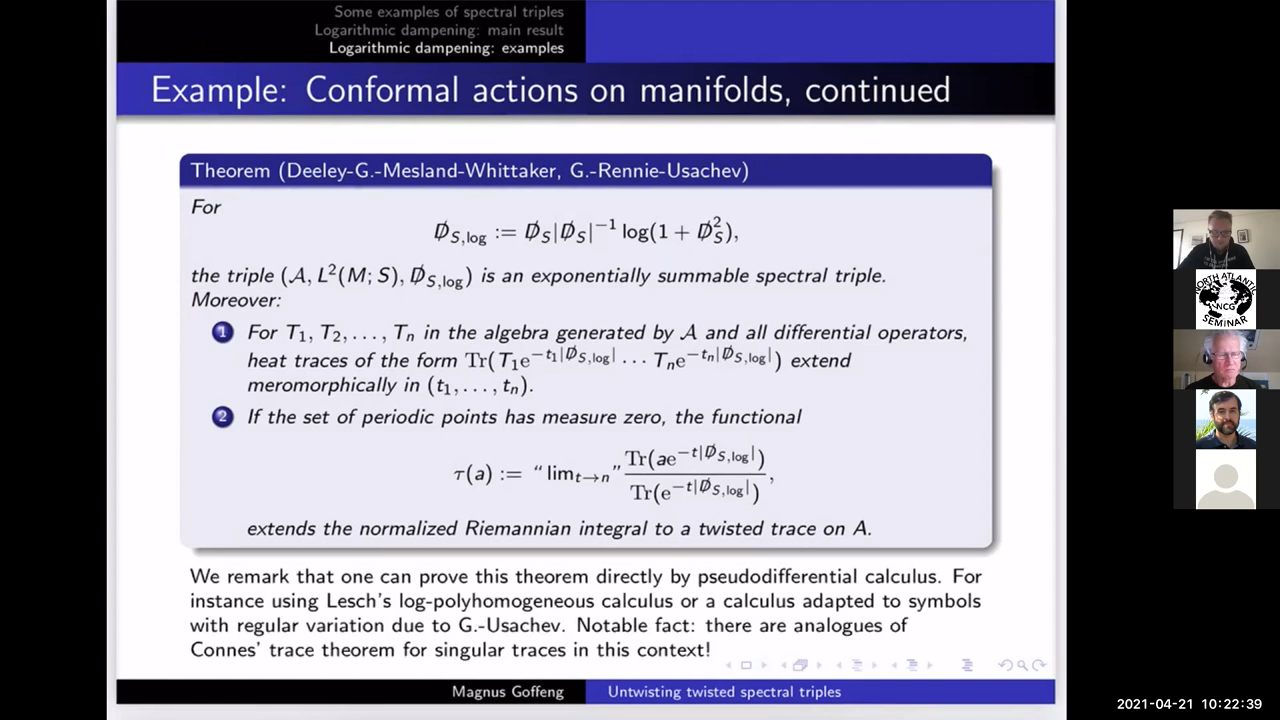 Some examples of spectral triples
Logarithmic dampening: main result
Logarithmic dampening: examples
Example: Conformal actions on manifolds, continued
Theorem (Deeley-G.-Mesland-Whittaker, G.-Rennie-Usachev)
For
D̸_{S,log} := D̸_S|D̸_S|^{-1} log(1 + D̸_S^2),
the triple (𝒜, L^2(M; S), D̸_{S,log}) is an exponentially summable spectral triple.
Moreover:
1 For T_1, T_2, . . . , T_n in the algebra generated by 𝒜 and all differential operators,
heat traces of the form Tr(T_1e^{-t_1|D̸_{S,log}|} · · · T_ne^{-t_n|D̸_{S,log}|}) extend
meromorphically in (t_1, . . . , t_n).
2 If the set of periodic points has measure zero, the functional
τ(a) := “ lim_{t→n} ” Tr(ae^{-t|D̸_{S,log}|}) / Tr(e^{-t|D̸_{S,log}|}),
extends the normalized Riemannian integral to a twisted trace on A.
We remark that one can prove this theorem directly by pseudodifferential calculus. For
instance using Lesch's log-polyhomogeneous calculus or a calculus adapted to symbols
with regular variation due to G.-Usachev. Notable fact: there are analogues of
Connes' trace theorem for singular traces in this context!
Magnus Goffeng
Untwisting twisted spectral triples
NORTH ATLANTIC
NCG
SEMINAR
2021-04-21 10:22:39